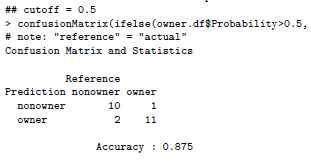 ## cutoff = 0.5
> confusionMatrix(ifelse(owner.df$Probability>0.5,
# note: "reference" = "actual"
Confusion Matrix and Statistics
Reference
Prediction nonowner owner
nonowner 10 1
owner 2 11
Accuracy : 0.875